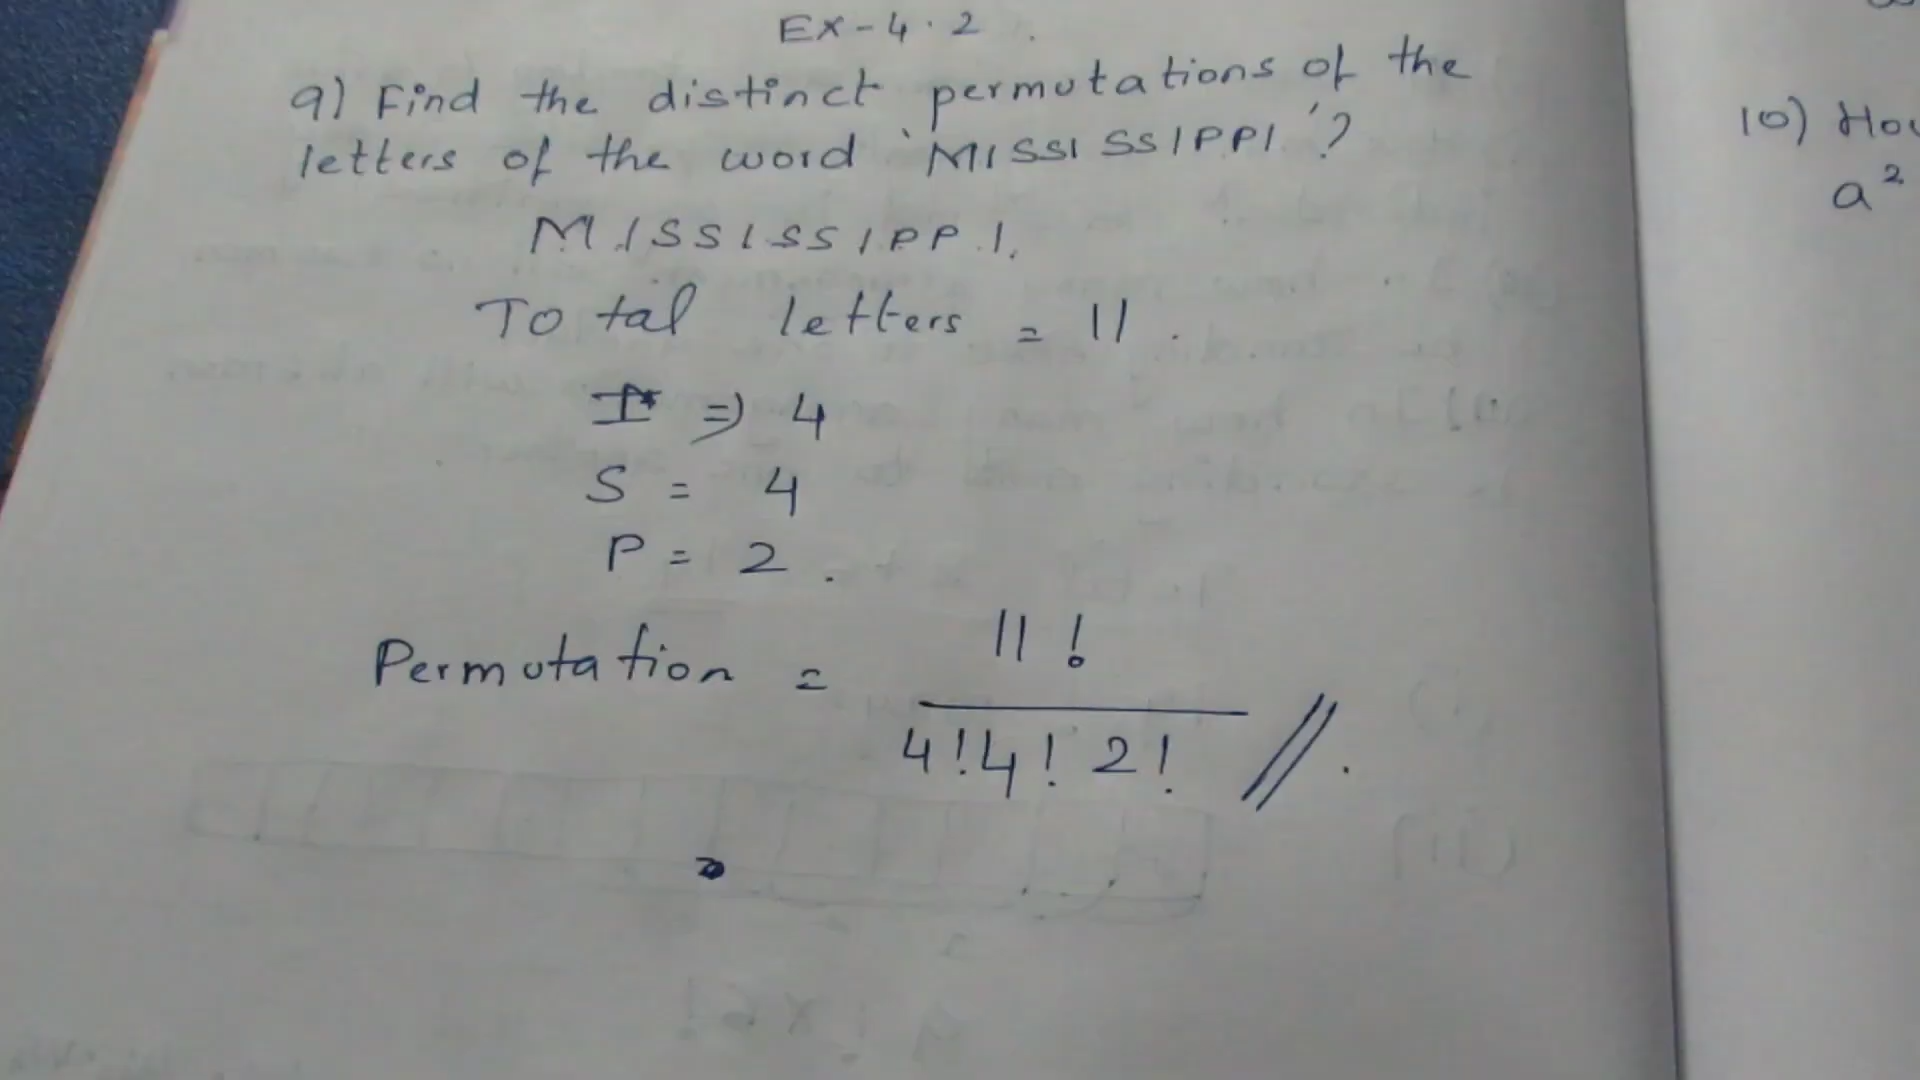 EX-4.2.
9) Find the distinct permutations of the
letters of the word 'MISSISSIPPI'?
MISSISSIPPI.
Total letters = 11.
I => 4
S = 4
P = 2.
Permutation = 11!
4!4! 2! //.
10) 
a²